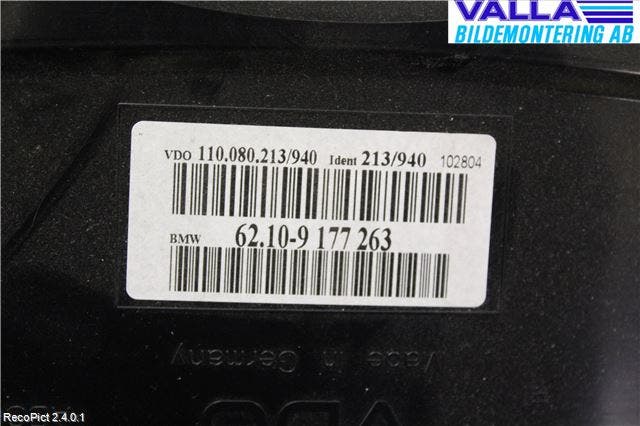 VALLA
BILDEMONTERING AB
VDO 110.080.213/940 Ident 213/940 102804
BMW 62.10-9 177 263
Made in Germany
VDO
RecoPict 2.4.0.1